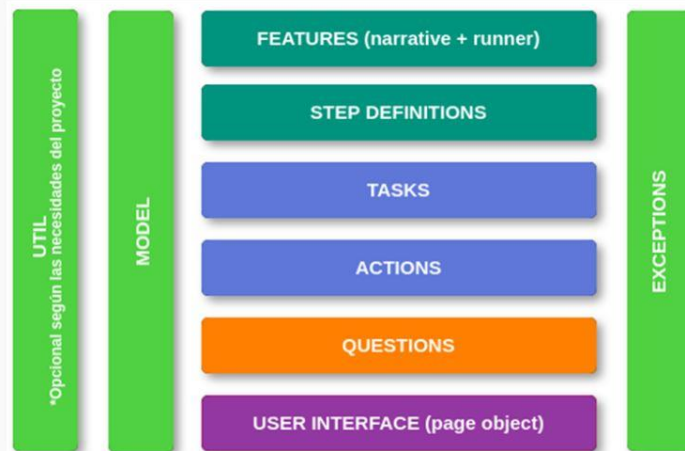 UTIL
*Opcional según las necesidades del proyecto
MODEL
FEATURES (narrative + runner)
STEP DEFINITIONS
TASKS
ACTIONS
QUESTIONS
USER INTERFACE (page object)
EXCEPTIONS